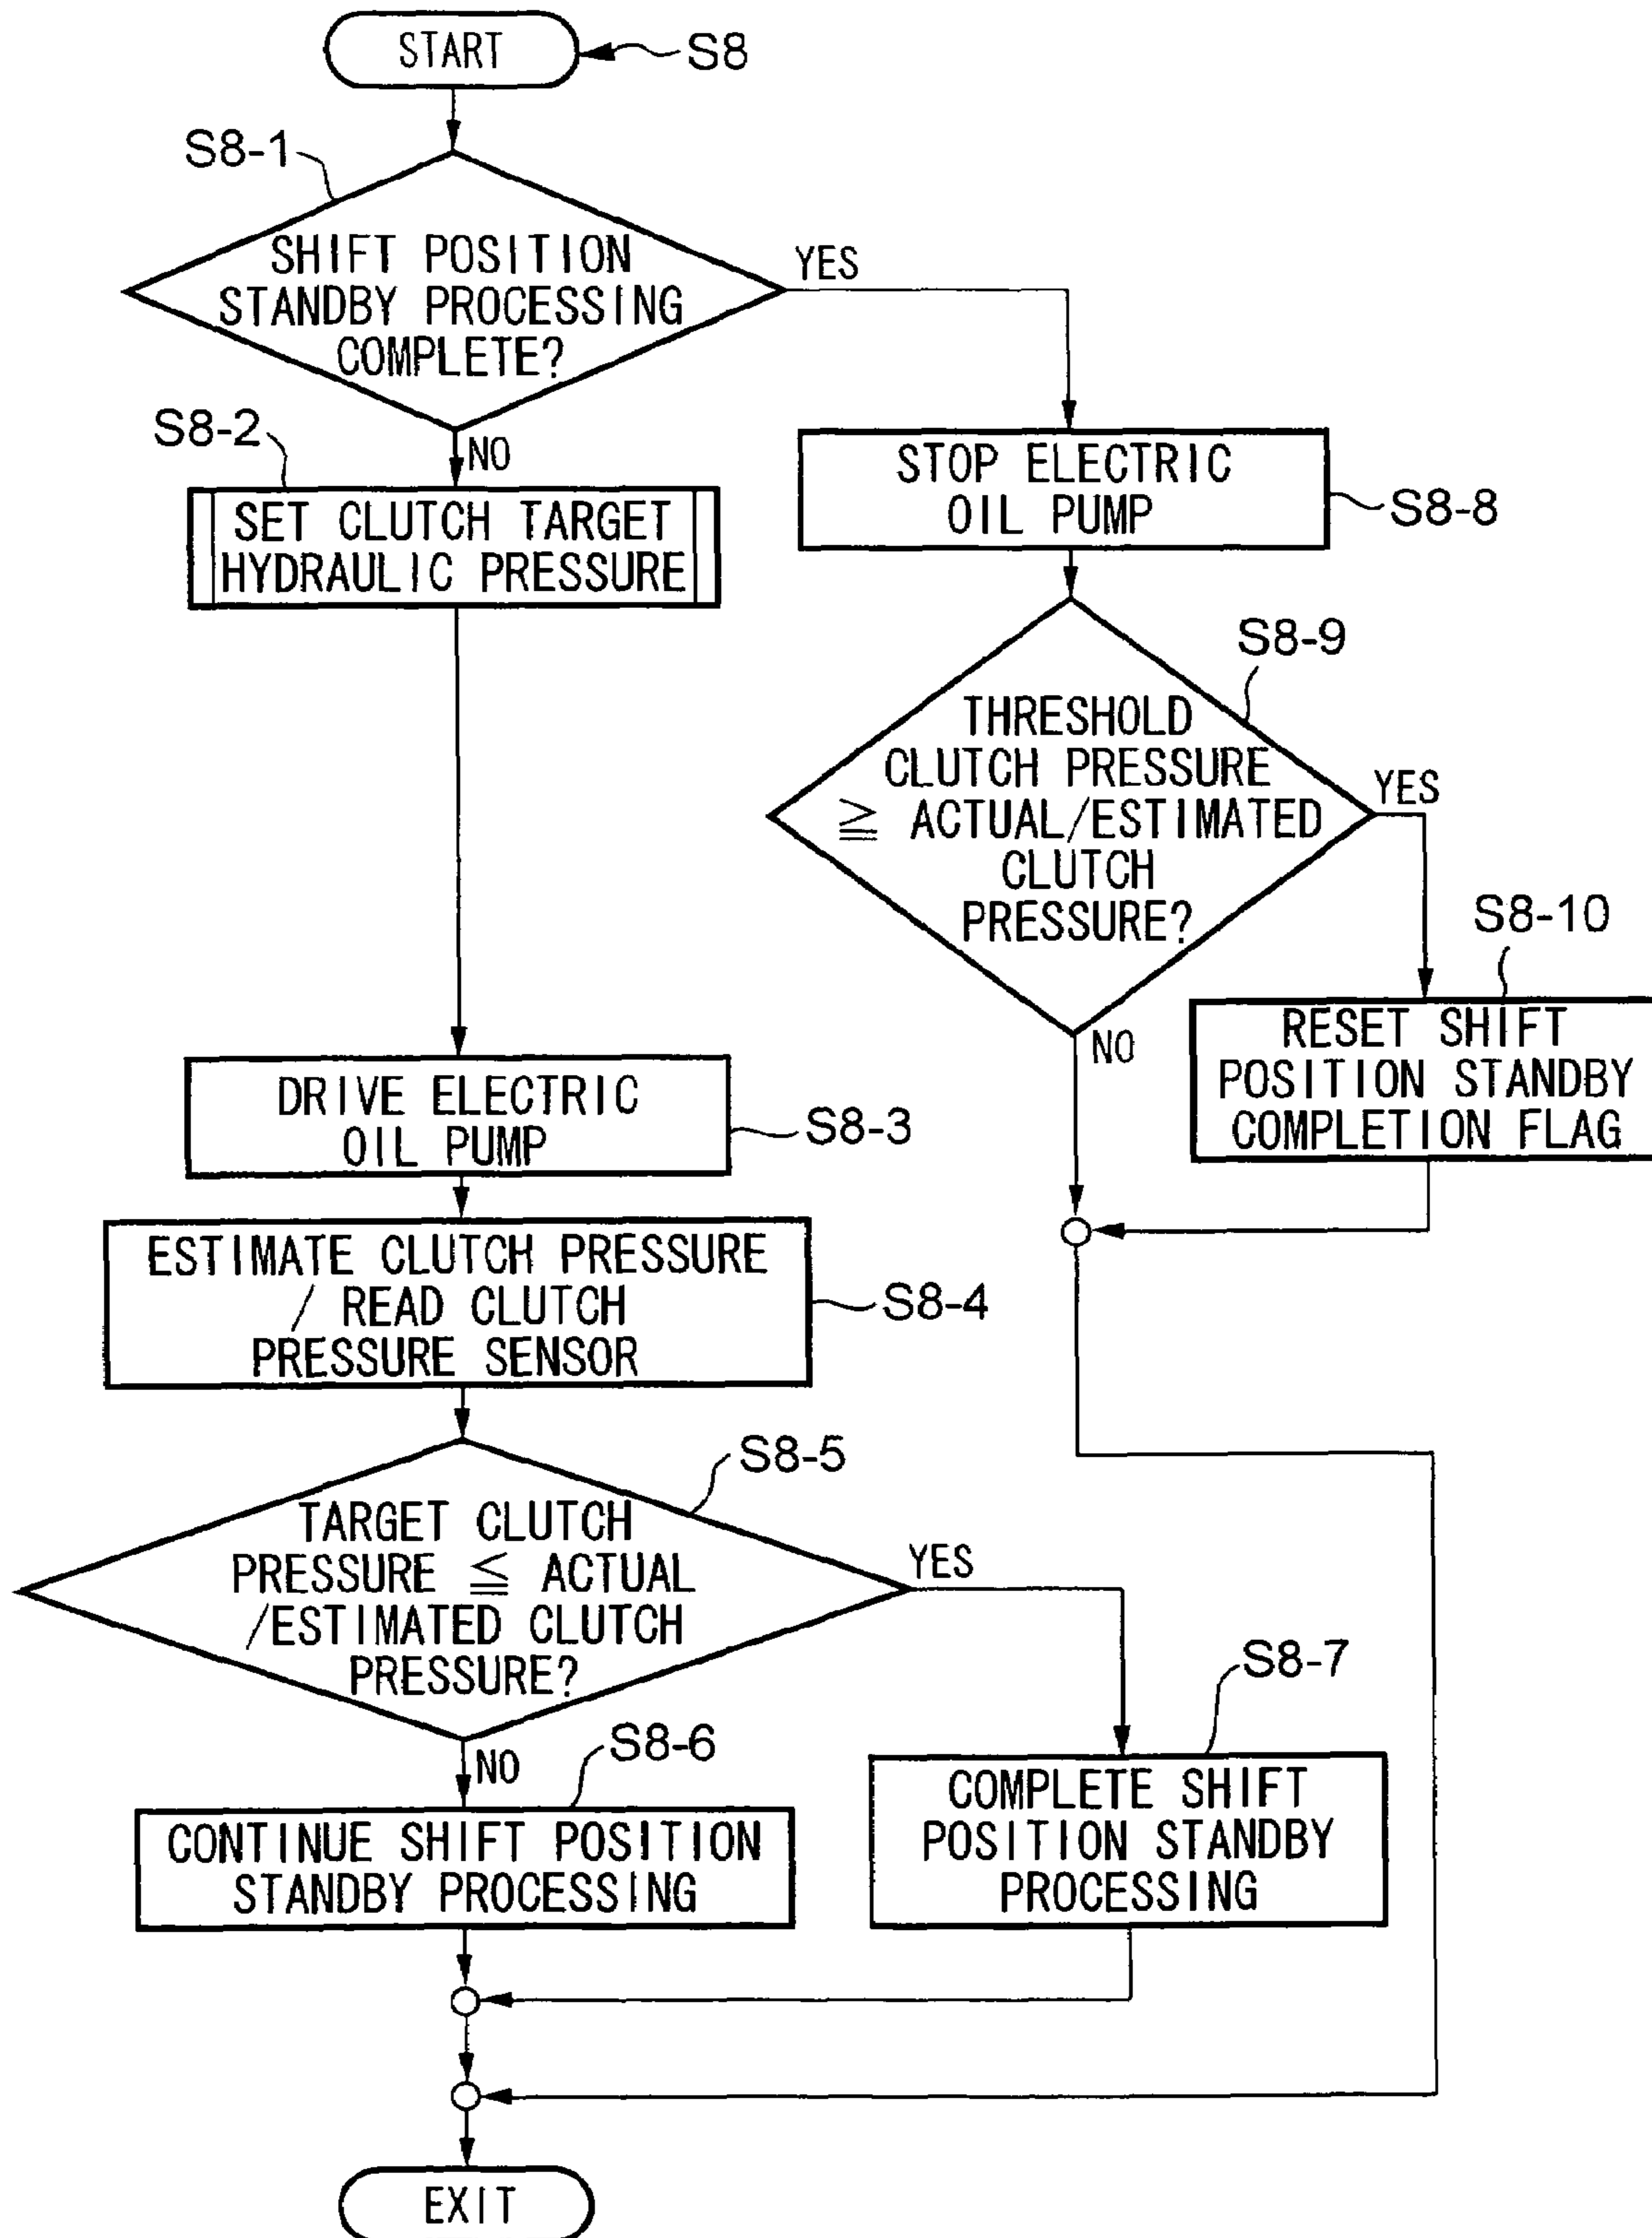 START
S8
S8-1
SHIFT POSITION
STANDBY PROCESSING
COMPLETE?
YES
NO
S8-2
SET CLUTCH TARGET
HYDRAULIC PRESSURE
STOP ELECTRIC
OIL PUMP
S8-8
S8-9
THRESHOLD
CLUTCH PRESSURE
≧ ACTUAL/ESTIMATED
CLUTCH
PRESSURE?
YES
NO
S8-10
RESET SHIFT
POSITION STANDBY
COMPLETION FLAG
DRIVE ELECTRIC
OIL PUMP
S8-3
ESTIMATE CLUTCH PRESSURE
/ READ CLUTCH
PRESSURE SENSOR
S8-4
S8-5
TARGET CLUTCH
PRESSURE ≦ ACTUAL
/ESTIMATED CLUTCH
PRESSURE?
YES
NO
S8-6
CONTINUE SHIFT POSITION
STANDBY PROCESSING
S8-7
COMPLETE SHIFT
POSITION STANDBY
PROCESSING
EXIT